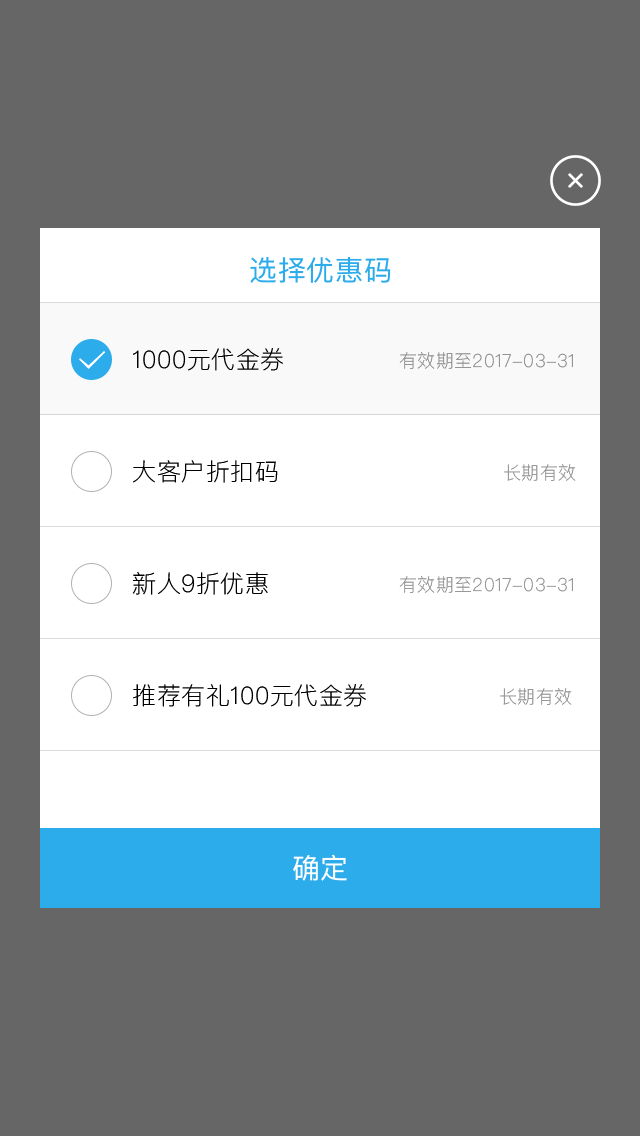 选择优惠码
1000元代金券 有效期至2017-03-31
大客户折扣码 长期有效
新人9折优惠 有效期至2017-03-31
推荐有礼100元代金券 长期有效
确定